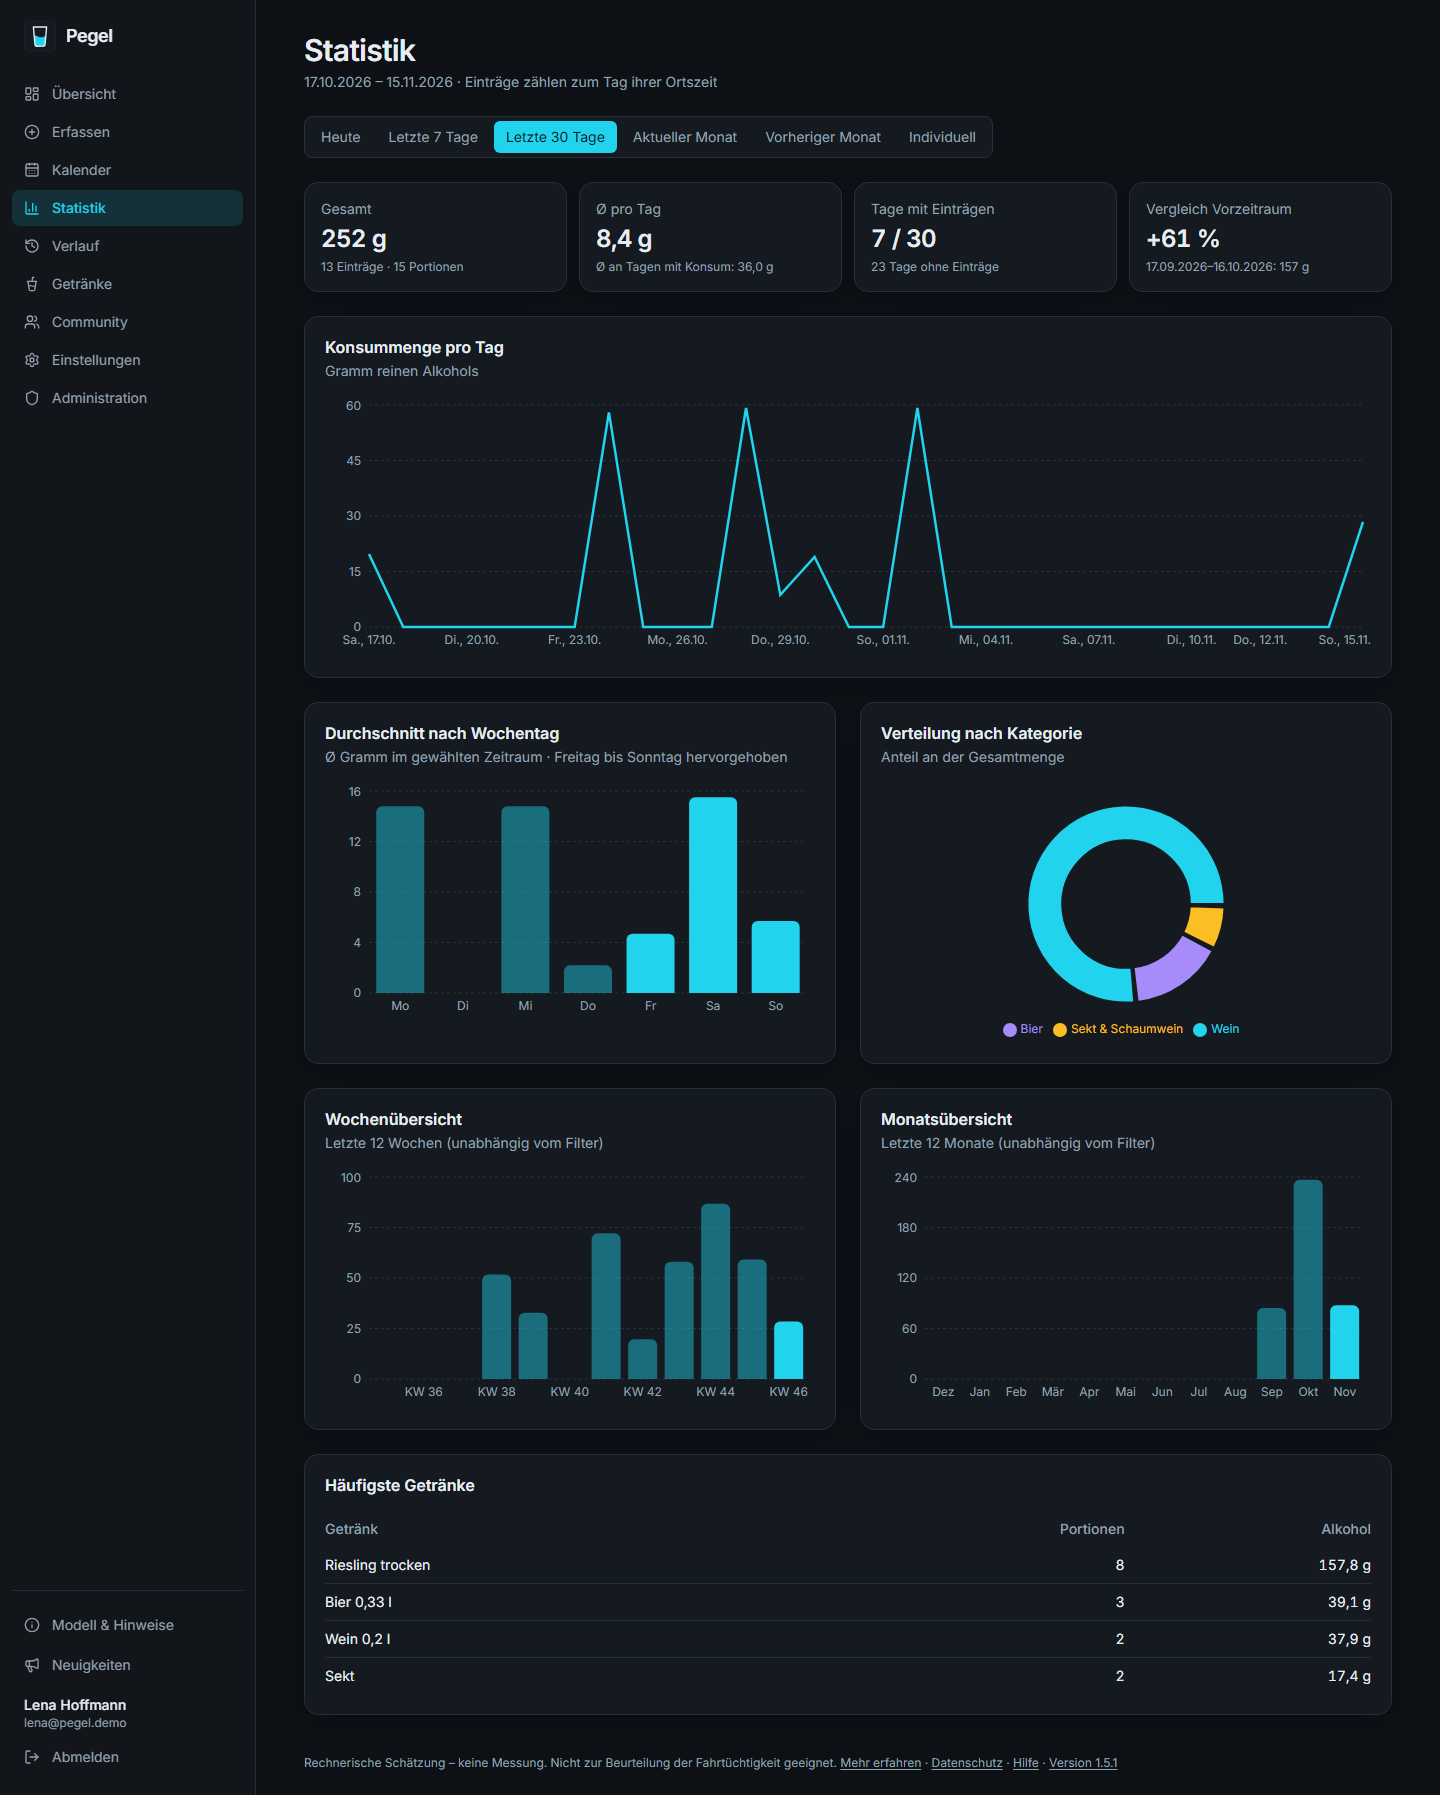 Pegel
Übersicht
Erfassen
Kalender
Statistik
Verlauf
Getränke
Community
Einstellungen
Administration
Modell & Hinweise
Neuigkeiten
Lena Hoffmann
lena@pegel.demo
Abmelden
Statistik
17.10.2026 – 15.11.2026 · Einträge zählen zum Tag ihrer Ortszeit
Heute Letzte 7 Tage Letzte 30 Tage Aktueller Monat Vorheriger Monat Individuell
Gesamt
252 g
13 Einträge · 15 Portionen
Ø pro Tag
8,4 g
Ø an Tagen mit Konsum: 36,0 g
Tage mit Einträgen
7 / 30
23 Tage ohne Einträge
Vergleich Vorzeitraum
+61 %
17.09.2026–16.10.2026: 157 g
Konsummenge pro Tag
Gramm reinen Alkohols
60
45
30
15
0
Sa., 17.10. Di., 20.10. Fr., 23.10. Mo., 26.10. Do., 29.10. So., 01.11. Mi., 04.11. Sa., 07.11. Di., 10.11. Do., 12.11. So., 15.11.
Durchschnitt nach Wochentag
Ø Gramm im gewählten Zeitraum · Freitag bis Sonntag hervorgehoben
16
12
8
4
0
Mo Di Mi Do Fr Sa So
Verteilung nach Kategorie
Anteil an der Gesamtmenge
Bier Sekt & Schaumwein Wein
Wochenübersicht
Letzte 12 Wochen (unabhängig vom Filter)
100
75
50
25
0
KW 36 KW 38 KW 40 KW 42 KW 44 KW 46
Monatsübersicht
Letzte 12 Monate (unabhängig vom Filter)
240
180
120
60
0
Dez Jan Feb Mär Apr Mai Jun Jul Aug Sep Okt Nov
Häufigste Getränke
Getränk Portionen Alkohol
Riesling trocken 8 157,8 g
Bier 0,33 l 3 39,1 g
Wein 0,2 l 2 37,9 g
Sekt 2 17,4 g
Rechnerische Schätzung – keine Messung. Nicht zur Beurteilung der Fahrtüchtigkeit geeignet. Mehr erfahren · Datenschutz · Hilfe · Version 1.5.1